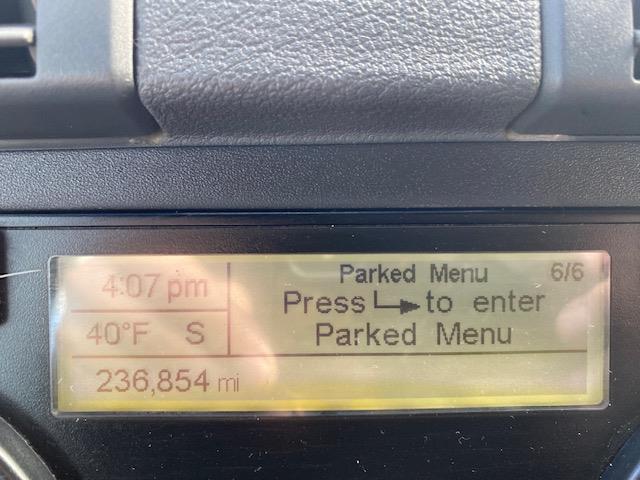 4:07 pm
40°F S
236,854 mi
Parked Menu 6/6
Press to enter
Parked Menu